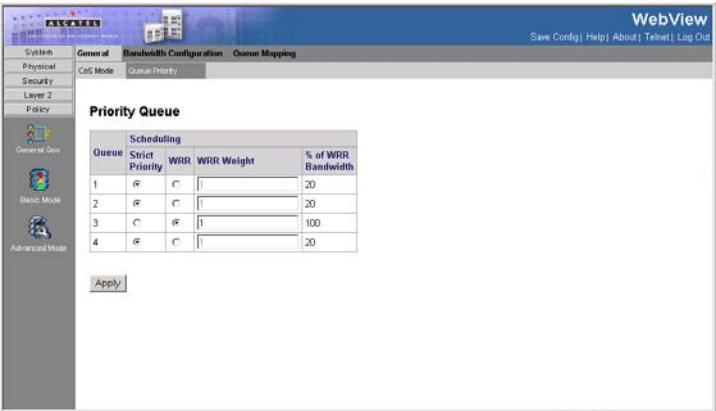 ALCATEL
WebView
Save Config| Help| About| Telnet| Log Out
System
Physical
Security
Layer 2
Policy
General Qos
Basic Mode
Advanced Mode
General Bandwidth Configuration Queue Mapping
CoS Mode Queue Priority
Priority Queue
Queue Scheduling
Strict Priority WRR WRR Weight % of WRR Bandwidth
1 1 20
2 1 20
3 1 100
4 1 20
Apply